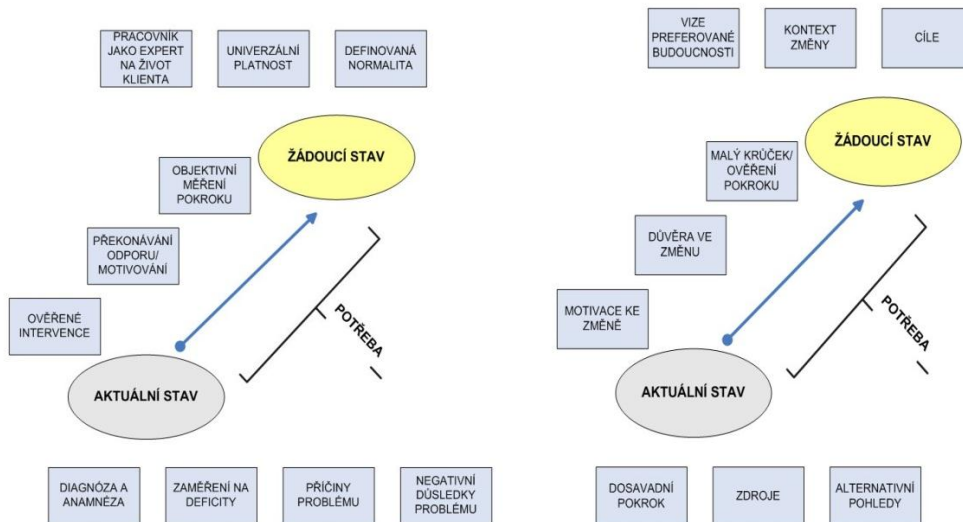 PRACOVNÍK
JAKO EXPERT
NA ŽIVOT
KLIENTA
UNIVERZÁLNÍ
PLATNOST
DEFINOVANÁ
NORMALITA
ŽÁDOUCÍ STAV
OBJEKTIVNÍ
MĚŘENÍ
POKROKU
PŘEKONÁVÁNÍ
ODPORU/
MOTIVOVÁNÍ
OVĚŘENÉ
INTERVENCE
POTŘEBA
AKTUÁLNÍ STAV
DIAGNÓZA A
ANAMNÉZA
ZAMĚŘENÍ NA
DEFICITY
PŘÍČINY
PROBLÉMU
NEGATIVNÍ
DŮSLEDKY
PROBLÉMU
VIZE
PREFEROVANÉ
BUDOUCNOSTI
KONTEXT
ZMĚNY
CÍLE
ŽÁDOUCÍ STAV
MALÝ KRŮČEK/
OVĚŘENÍ
POKROKU
DŮVĚRA VE
ZMĚNU
MOTIVACE KE
ZMĚNĚ
POTŘEBA
AKTUÁLNÍ STAV
DOSAVADNÍ
POKROK
ZDROJE
ALTERNATIVNÍ
POHLEDY